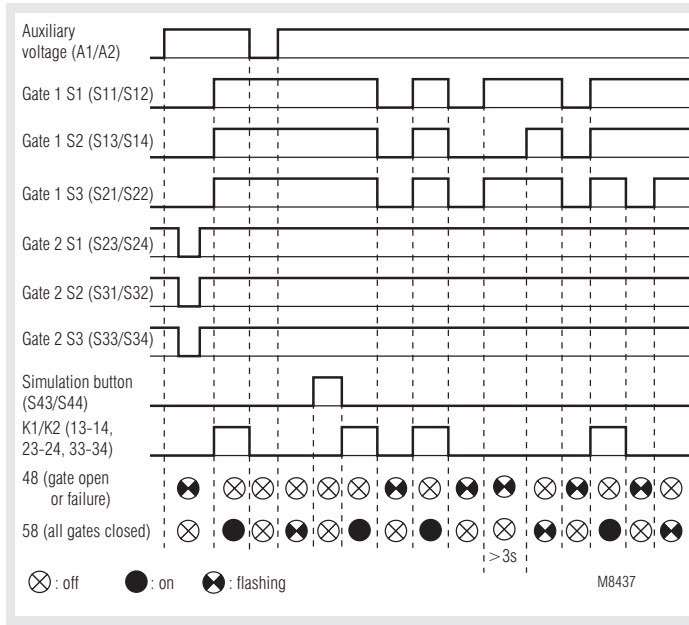 Auxiliary
voltage (A1/A2)
Gate 1 S1 (S11/S12)
Gate 1 S2 (S13/S14)
Gate 1 S3 (S21/S22)
Gate 2 S1 (S23/S24)
Gate 2 S2 (S31/S32)
Gate 2 S3 (S33/S34)
Simulation button
(S43/S44)
K1/K2 (13-14,
23-24, 33-34)
48 (gate open
or failure)
58 (all gates closed)
>3s
: off
: on
: flashing
M8437